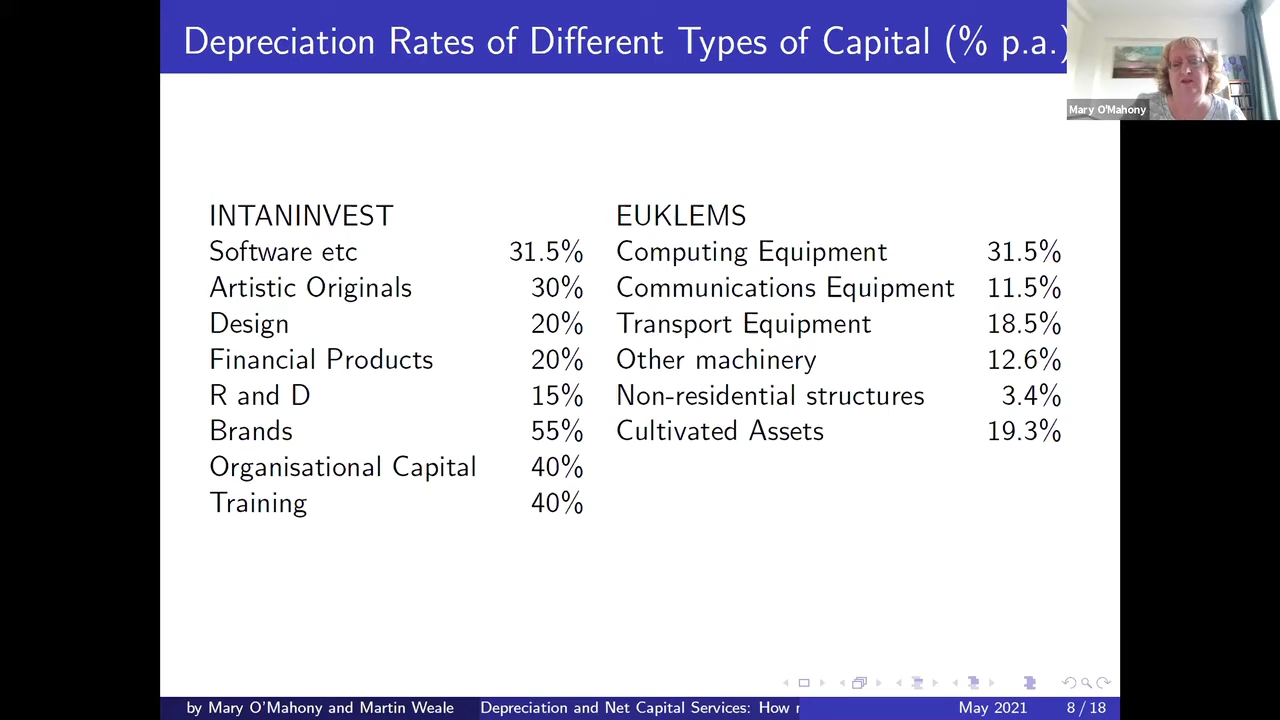 Depreciation Rates of Different Types of Capital (% p.a.)
Mary O'Mahony
INTANINVEST EUKLEMS
Software etc 31.5% Computing Equipment 31.5%
Artistic Originals 30% Communications Equipment 11.5%
Design 20% Transport Equipment 18.5%
Financial Products 20% Other machinery 12.6%
R and D 15% Non-residential structures 3.4%
Brands 55% Cultivated Assets 19.3%
Organisational Capital 40%
Training 40%
by Mary O'Mahony and Martin Weale Depreciation and Net Capital Services: How May 2021 8 / 18